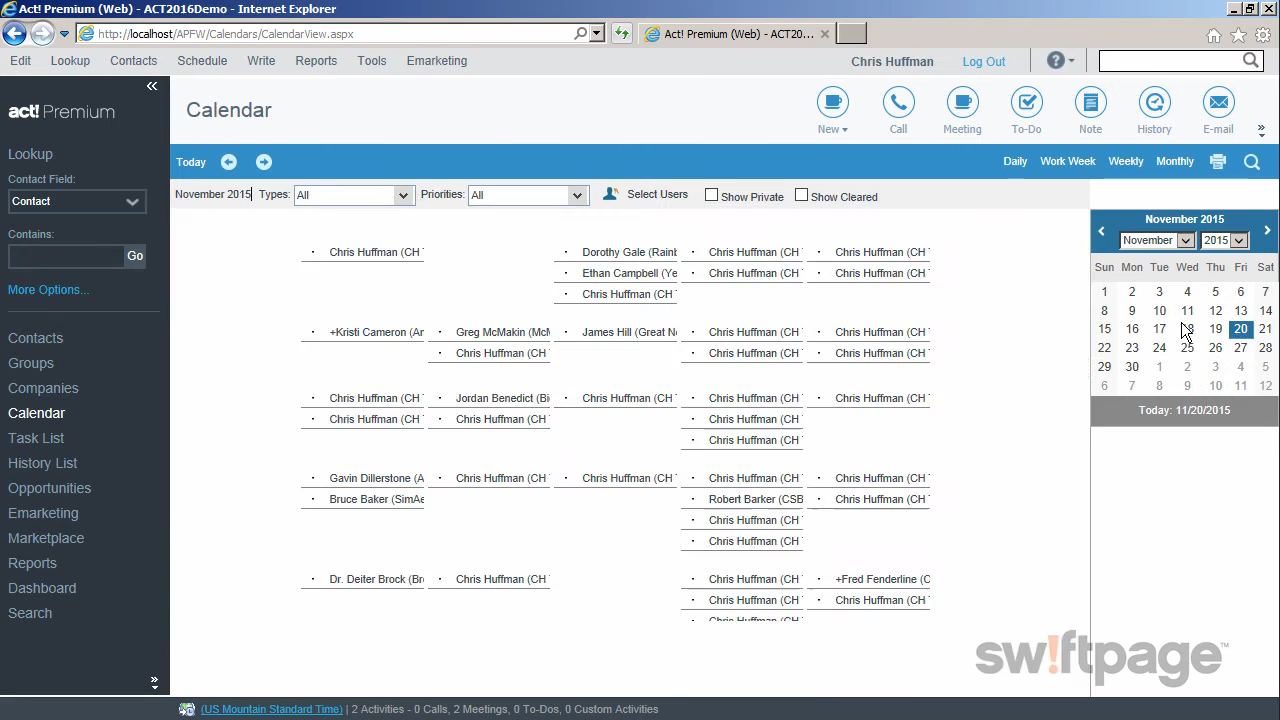 Act! Premium (Web) - ACT2016Demo - Internet Explorer
http://localhost/APFW/Calendars/CalendarView.aspx
Act! Premium (Web) - ACT20...
Edit Lookup Contacts Schedule Write Reports Tools Emarketing
Chris Huffman Log Out
act! Premium
Calendar
New Call Meeting To-Do Note History E-mail
Lookup
Contact Field:
Contact
Contains:
Go
More Options...
Contacts
Groups
Companies
Calendar
Task List
History List
Opportunities
Emarketing
Marketplace
Reports
Dashboard
Search
Today Daily Work Week Weekly Monthly
November 2015 Types: All Priorities: All Select Users Show Private Show Cleared
Chris Huffman (CH Dorothy Gale (Rainb Chris Huffman (CH Chris Huffman (CH
Ethan Campbell (Ye Chris Huffman (CH Chris Huffman (CH
Chris Huffman (CH
+Kristi Cameron (An Greg McMakin (McM James Hill (Great No Chris Huffman (CH Chris Huffman (CH
Chris Huffman (CH Chris Huffman (CH Chris Huffman (CH
Chris Huffman (CH Jordan Benedict (Bi Chris Huffman (CH Chris Huffman (CH Chris Huffman (CH
Chris Huffman (CH Chris Huffman (CH Chris Huffman (CH
Chris Huffman (CH
Gavin Dillerstone (A Chris Huffman (CH Chris Huffman (CH Chris Huffman (CH Chris Huffman (CH
Bruce Baker (SimAe Robert Barker (CSB Chris Huffman (CH
Chris Huffman (CH
Chris Huffman (CH
Dr. Deiter Brock (Bro Chris Huffman (CH Chris Huffman (CH +Fred Fenderline (C
Chris Huffman (CH Chris Huffman (CH
Chris Huffman (CH
November 2015
November 2015
Sun Mon Tue Wed Thu Fri Sat
1 2 3 4 5 6 7
8 9 10 11 12 13 14
15 16 17 18 19 20 21
22 23 24 25 26 27 28
29 30 1 2 3 4 5
6 7 8 9 10 11 12
Today: 11/20/2015
sw!ftpage™
(US Mountain Standard Time) | 2 Activities - 0 Calls, 2 Meetings, 0 To-Dos, 0 Custom Activities